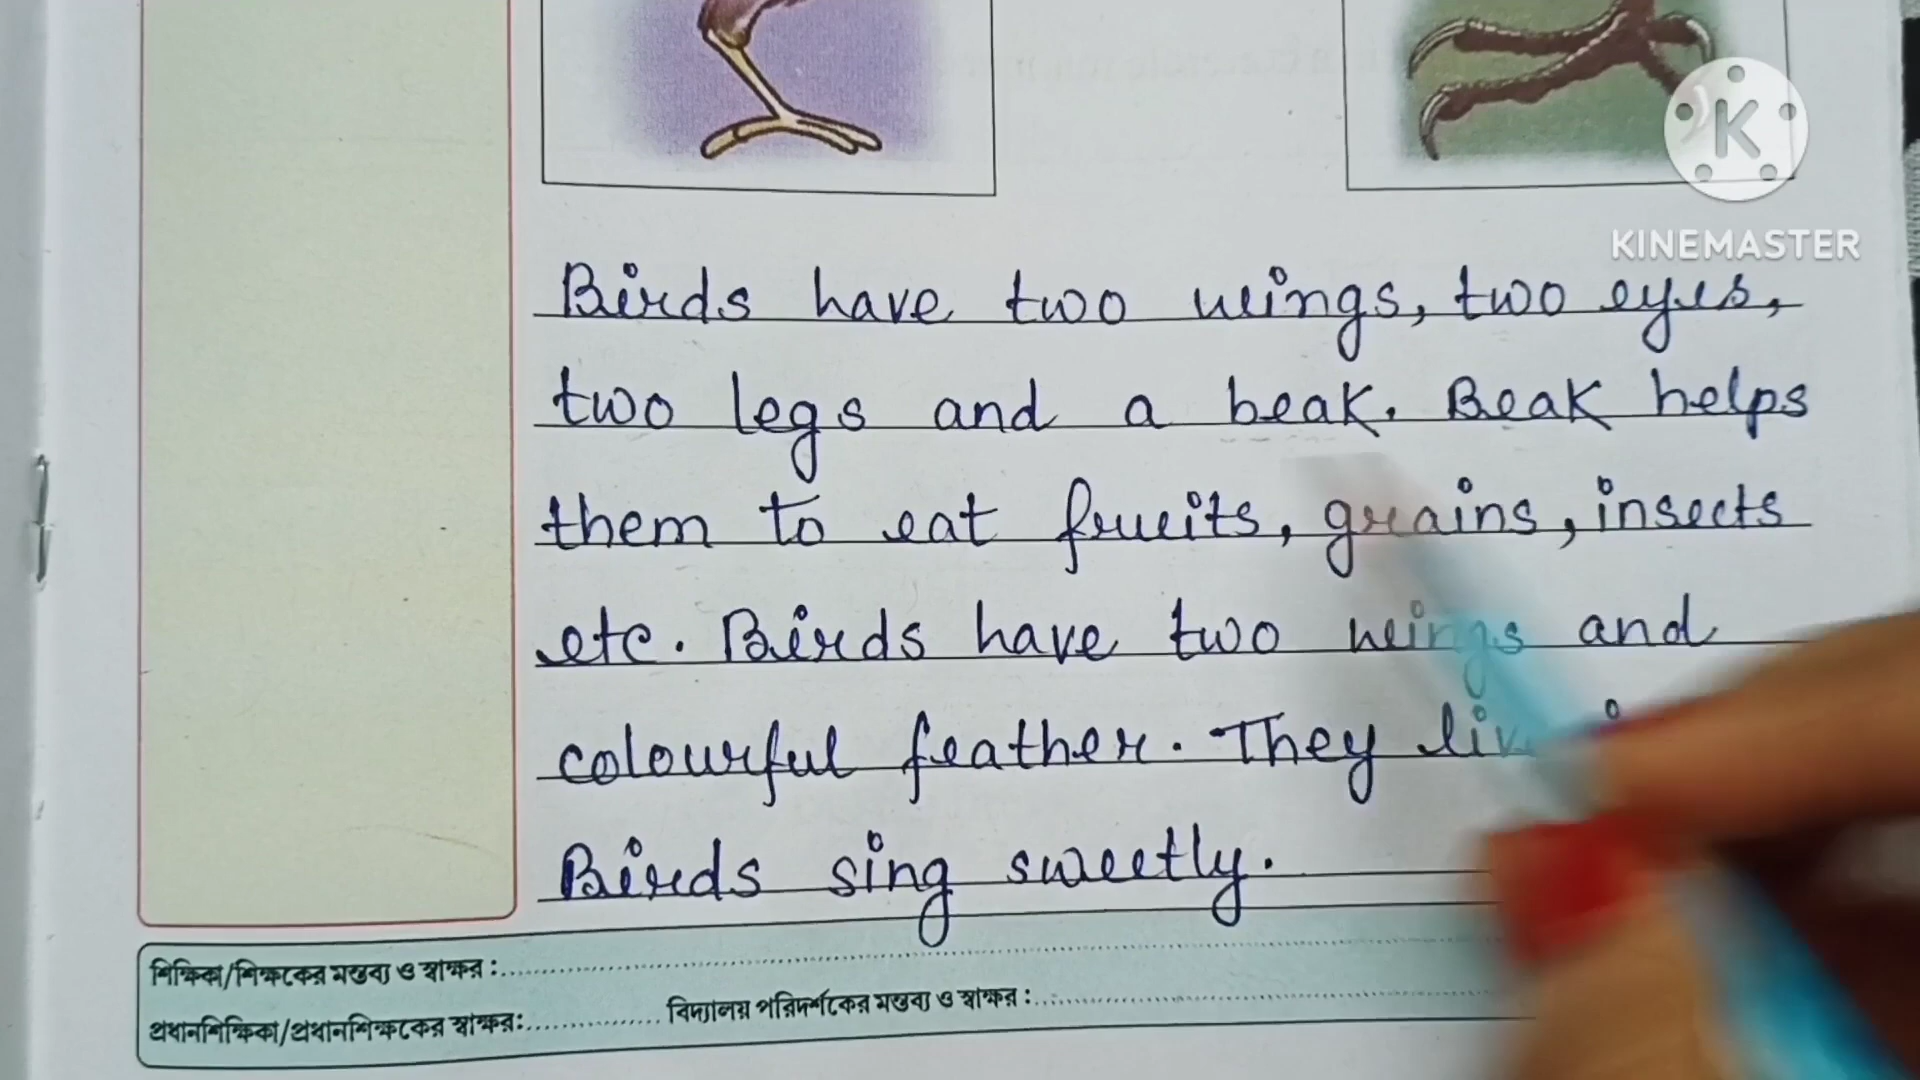 KINEMASTER
Birds have two wings, two eyes,
two legs and a beak. Beak helps
them to eat fruits, grains, insects
etc. Birds have two wings and
colourful feather. They
Birds sing sweetly.
শিক্ষিকা/শিক্ষকের মন্তব্য ও স্বাক্ষর :
প্রধানশিক্ষিকা/প্রধানশিক্ষকের স্বাক্ষর: বিদ্যালয় পরিদর্শকের মন্তব্য ও স্বাক্ষর :